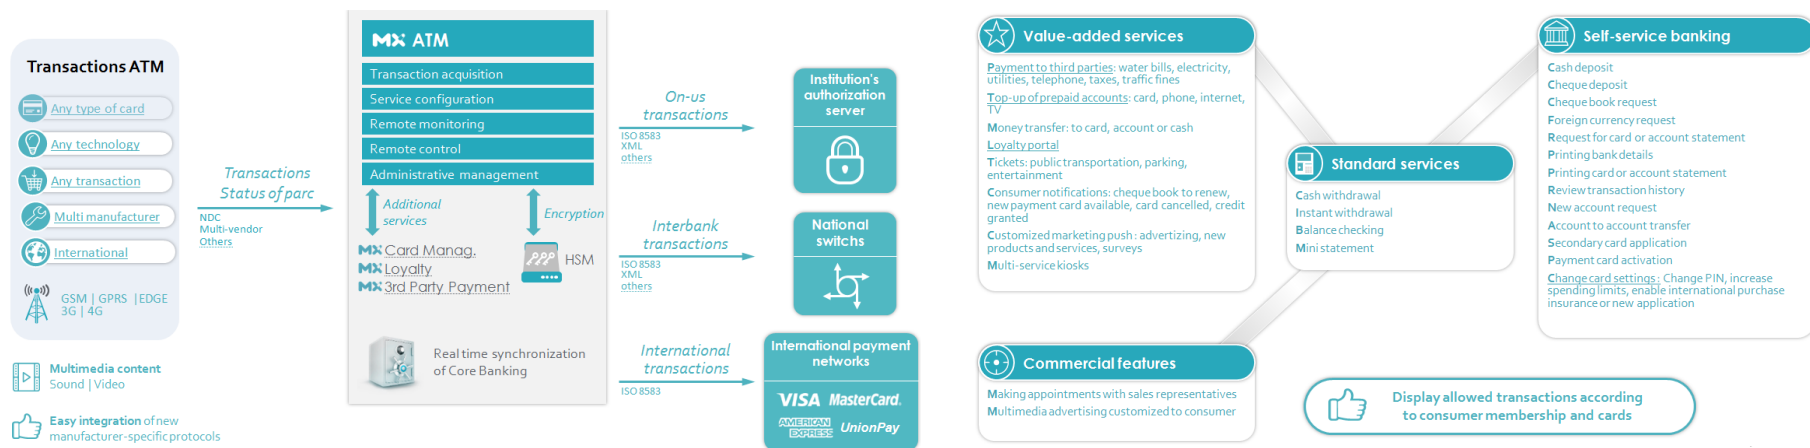 Transactions ATM
Any type of card
Any technology
Any transaction
Multi manufacturer
International
GSM | GPRS | EDGE
3G | 4G
Multimedia content
Sound | Video
Easy integration of new
manufacturer-specific protocols
Transactions
Status of parc
NDC
Multi-vendor
Others
MX ATM
Transaction acquisition
Service configuration
Remote monitoring
Remote control
Administrative management
Additional
services
Encryption
MX Card Manag.
MX Loyalty
MX 3rd Party Payment
HSM
Real time synchronization
of Core Banking
On-us
transactions
ISO 8583
XML
others
Interbank
transactions
ISO 8583
XML
others
International
transactions
ISO 8583
Institution's
authorization
server
National
switchs
International payment
networks
VISA MasterCard.
AMERICAN
EXPRESS
UnionPay
Value-added services
Payment to third parties: water bills, electricity,
utilities, telephone, taxes, traffic fines
Top-up of prepaid accounts: card, phone, internet,
TV
Money transfer: to card, account or cash
Loyalty portal
Tickets: public transportation, parking,
entertainment
Consumer notifications: cheque book to renew,
new payment card available, card cancelled, credit
granted
Customized marketing push : advertizing, new
products and services, surveys
Multi-service kiosks
Commercial features
Making appointments with sales representatives
Multimedia advertising customized to consumer
Standard services
Cash withdrawal
Instant withdrawal
Balance checking
Mini statement
Self-service banking
Cash deposit
Cheque deposit
Cheque book request
Foreign currency request
Request for card or account statement
Printing bank details
Printing card or account statement
Review transaction history
New account request
Account to account transfer
Secondary card application
Payment card activation
Change card settings : Change PIN, increase
spending limits, enable international purchase
insurance or new application
Display allowed transactions according
to consumer membership and cards